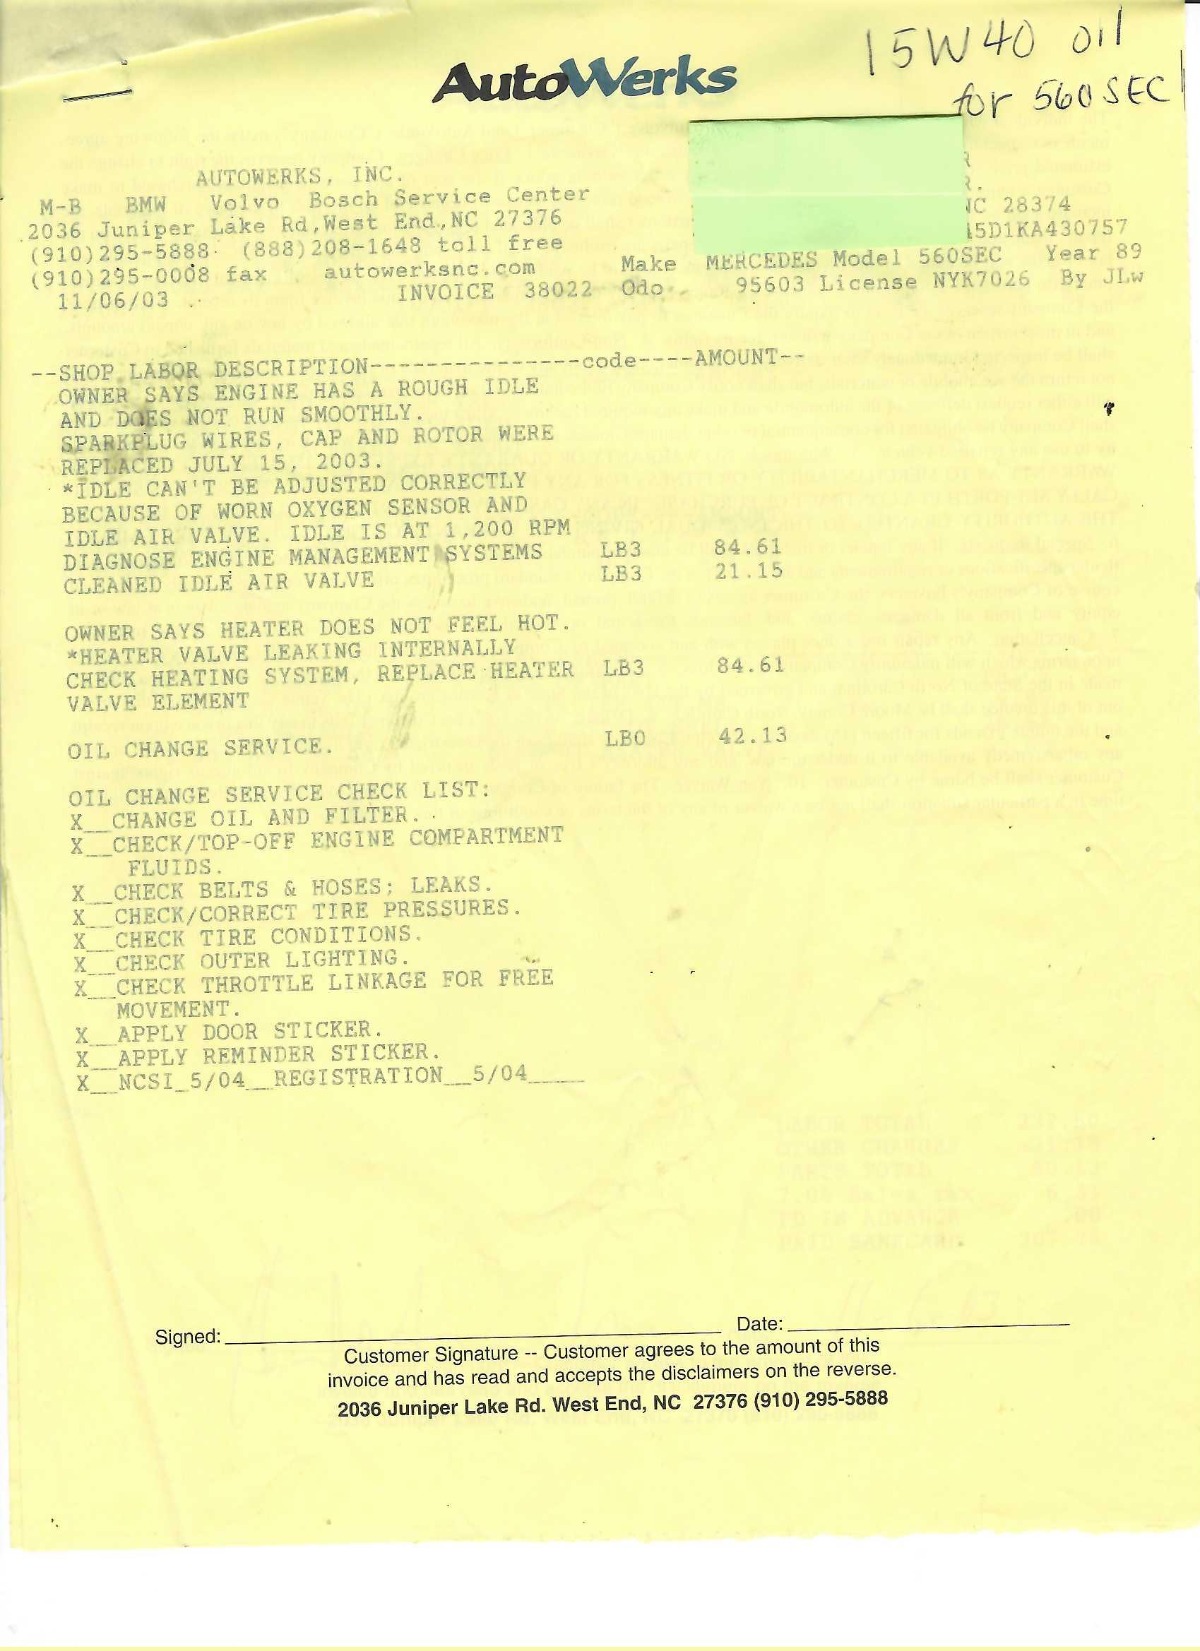 15W40 oil
for 560SEC
AutoWerks
AUTOWERKS, INC.
M-B BMW Volvo Bosch Service Center
2036 Juniper Lake Rd,West End,NC 27376
(910)295-5888 (888)208-1648 toll free
(910)295-0008 fax autowerksnc.com
11/06/03 INVOICE 38022
R
R.
NC 28374
5D1KA430757
Make MERCEDES Model 560SEC Year 89
Odo 95603 License NYK7026 By JLw
--SHOP LABOR DESCRIPTION---------------code----AMOUNT--
OWNER SAYS ENGINE HAS A ROUGH IDLE
AND DOES NOT RUN SMOOTHLY.
SPARKPLUG WIRES, CAP AND ROTOR WERE
REPLACED JULY 15, 2003.
*IDLE CAN'T BE ADJUSTED CORRECTLY
BECAUSE OF WORN OXYGEN SENSOR AND
IDLE AIR VALVE. IDLE IS AT 1,200 RPM
DIAGNOSE ENGINE MANAGEMENT SYSTEMS LB3 84.61
CLEANED IDLE AIR VALVE LB3 21.15
OWNER SAYS HEATER DOES NOT FEEL HOT.
*HEATER VALVE LEAKING INTERNALLY
CHECK HEATING SYSTEM, REPLACE HEATER LB3 84.61
VALVE ELEMENT
OIL CHANGE SERVICE. LB0 42.13
OIL CHANGE SERVICE CHECK LIST:
X__CHANGE OIL AND FILTER.
X__CHECK/TOP-OFF ENGINE COMPARTMENT
FLUIDS.
X__CHECK BELTS & HOSES; LEAKS.
X__CHECK/CORRECT TIRE PRESSURES.
X__CHECK TIRE CONDITIONS.
X__CHECK OUTER LIGHTING.
X__CHECK THROTTLE LINKAGE FOR FREE
MOVEMENT.
X__APPLY DOOR STICKER.
X__APPLY REMINDER STICKER.
X__NCSI_5/04__REGISTRATION__5/04____
Signed: Date:
Customer Signature -- Customer agrees to the amount of this
invoice and has read and accepts the disclaimers on the reverse.
2036 Juniper Lake Rd. West End, NC 27376 (910) 295-5888